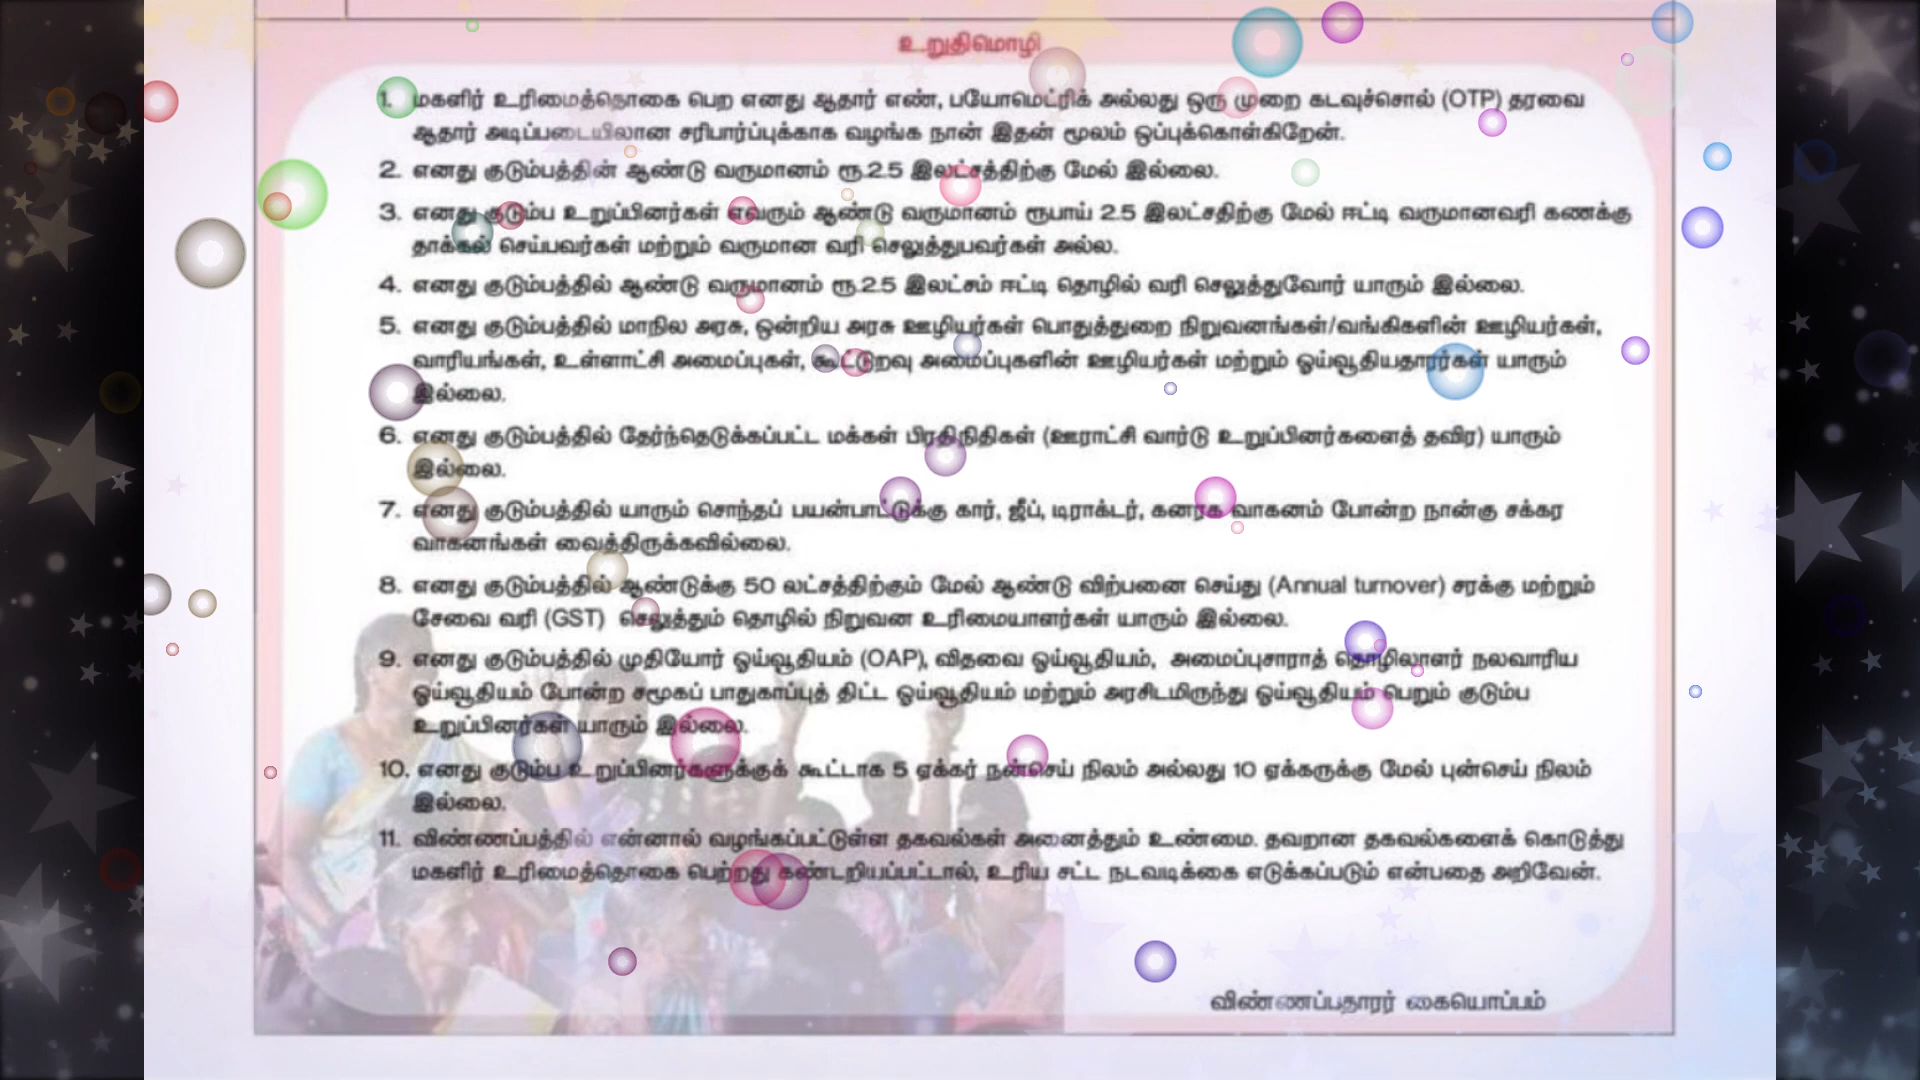 உறுதிமொழி
1. மகளிர் உரிமைத்தொகை பெற எனது ஆதார் எண், பயோமெட்ரிக் அல்லது ஒரு முறை கடவுச்சொல் (OTP) தரவை
ஆதார் அடிப்படையிலான சரிபார்ப்புக்காக வழங்க நான் இதன் மூலம் ஒப்புக்கொள்கிறேன்.
2. எனது குடும்பத்தின் ஆண்டு வருமானம் ரூ.2.5 இலட்சத்திற்கு மேல் இல்லை.
3. எனது குடும்ப உறுப்பினர்கள் எவரும் ஆண்டு வருமானம் ரூபாய் 2.5 இலட்சதிற்கு மேல் ஈட்டி வருமானவரி கணக்கு
தாக்கல் செய்பவர்கள் மற்றும் வருமான வரி செலுத்துபவர்கள் அல்ல.
4. எனது குடும்பத்தில் ஆண்டு வருமானம் ரூ.2.5 இலட்சம் ஈட்டி தொழில் வரி செலுத்துவோர் யாரும் இல்லை.
5. எனது குடும்பத்தில் மாநில அரசு, ஒன்றிய அரசு ஊழியர்கள் பொதுத்துறை நிறுவனங்கள்/வங்கிகளின் ஊழியர்கள்,
வாரியங்கள், உள்ளாட்சி அமைப்புகள், கூட்டுறவு அமைப்புகளின் ஊழியர்கள் மற்றும் ஓய்வூதியதாரர்கள் யாரும்
இல்லை.
6. எனது குடும்பத்தில் தேர்ந்தெடுக்கப்பட்ட மக்கள் பிரதிநிதிகள் (ஊராட்சி வார்டு உறுப்பினர்களைத் தவிர) யாரும்
இல்லை.
7. எனது குடும்பத்தில் யாரும் சொந்தப் பயன்பாட்டுக்கு கார், ஜீப், டிராக்டர், கனரக வாகனம் போன்ற நான்கு சக்கர
வாகனங்கள் வைத்திருக்கவில்லை.
8. எனது குடும்பத்தில் ஆண்டுக்கு 50 லட்சத்திற்கும் மேல் ஆண்டு விற்பனை செய்து (Annual turnover) சரக்கு மற்றும்
சேவை வரி (GST) செலுத்தும் தொழில் நிறுவன உரிமையாளர்கள் யாரும் இல்லை.
9. எனது குடும்பத்தில் முதியோர் ஓய்வூதியம் (OAP), விதவை ஓய்வூதியம், அமைப்புசாராத் தொழிலாளர் நலவாரிய
ஓய்வூதியம் போன்ற சமூகப் பாதுகாப்புத் திட்ட ஓய்வூதியம் மற்றும் அரசிடமிருந்து ஓய்வூதியம் பெறும் குடும்ப
உறுப்பினர்கள் யாரும் இல்லை.
10. எனது குடும்ப உறுப்பினர்களுக்குக் கூட்டாக 5 ஏக்கர் நன்செய் நிலம் அல்லது 10 ஏக்கருக்கு மேல் புன்செய் நிலம்
இல்லை.
11. விண்ணப்பத்தில் என்னால் வழங்கப்பட்டுள்ள தகவல்கள் அனைத்தும் உண்மை. தவறான தகவல்களைக் கொடுத்து
மகளிர் உரிமைத்தொகை பெற்றது கண்டறியப்பட்டால், உரிய சட்ட நடவடிக்கை எடுக்கப்படும் என்பதை அறிவேன்.
விண்ணப்பதாரர் கையொப்பம்